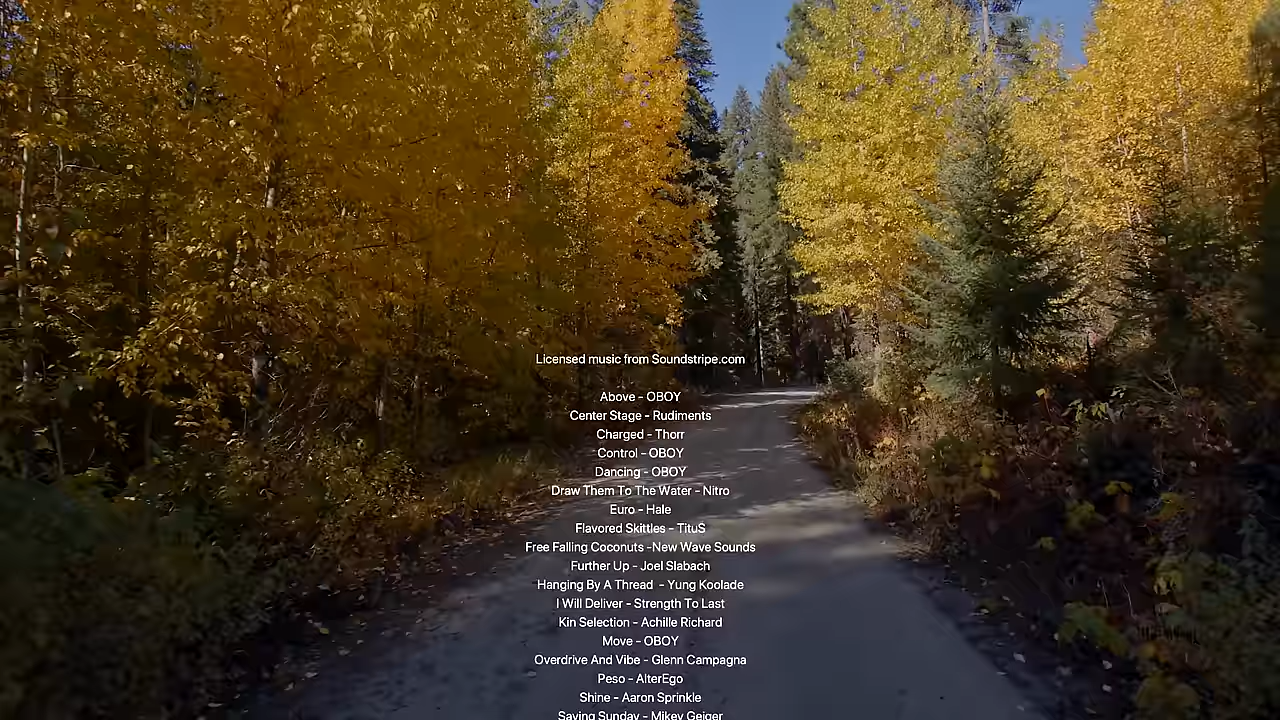 Licensed music from Soundstripe.com
Above - OBOY
Center Stage - Rudiments
Charged - Thorr
Control - OBOY
Dancing - OBOY
Draw Them To The Water - Nitro
Euro - Hale
Flavored Skittles - TituS
Free Falling Coconuts -New Wave Sounds
Further Up - Joel Slabach
Hanging By A Thread - Yung Koolade
I Will Deliver - Strength To Last
Kin Selection - Achille Richard
Move - OBOY
Overdrive And Vibe - Glenn Campagna
Peso - AlterEgo
Shine - Aaron Sprinkle
Saving Sunday - Mikey Geiger